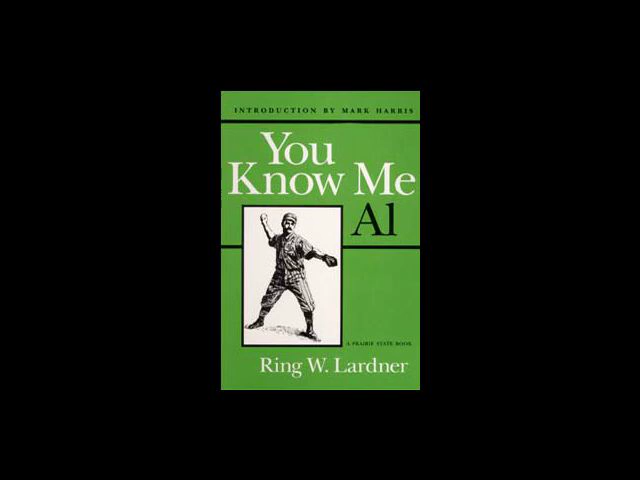 INTRODUCTION BY MARK HARRIS
You
Know Me
Al
A PRAIRIE STATE BOOK
Ring W. Lardner